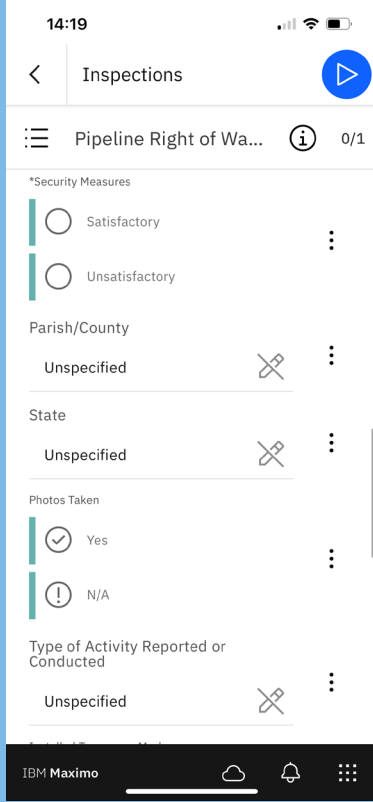 14:19
Inspections
Pipeline Right of Wa...
0/1
*Security Measures
Satisfactory
Unsatisfactory
Parish/County
Unspecified
State
Unspecified
Photos Taken
Yes
N/A
Type of Activity Reported or
Conducted
Unspecified
IBM Maximo